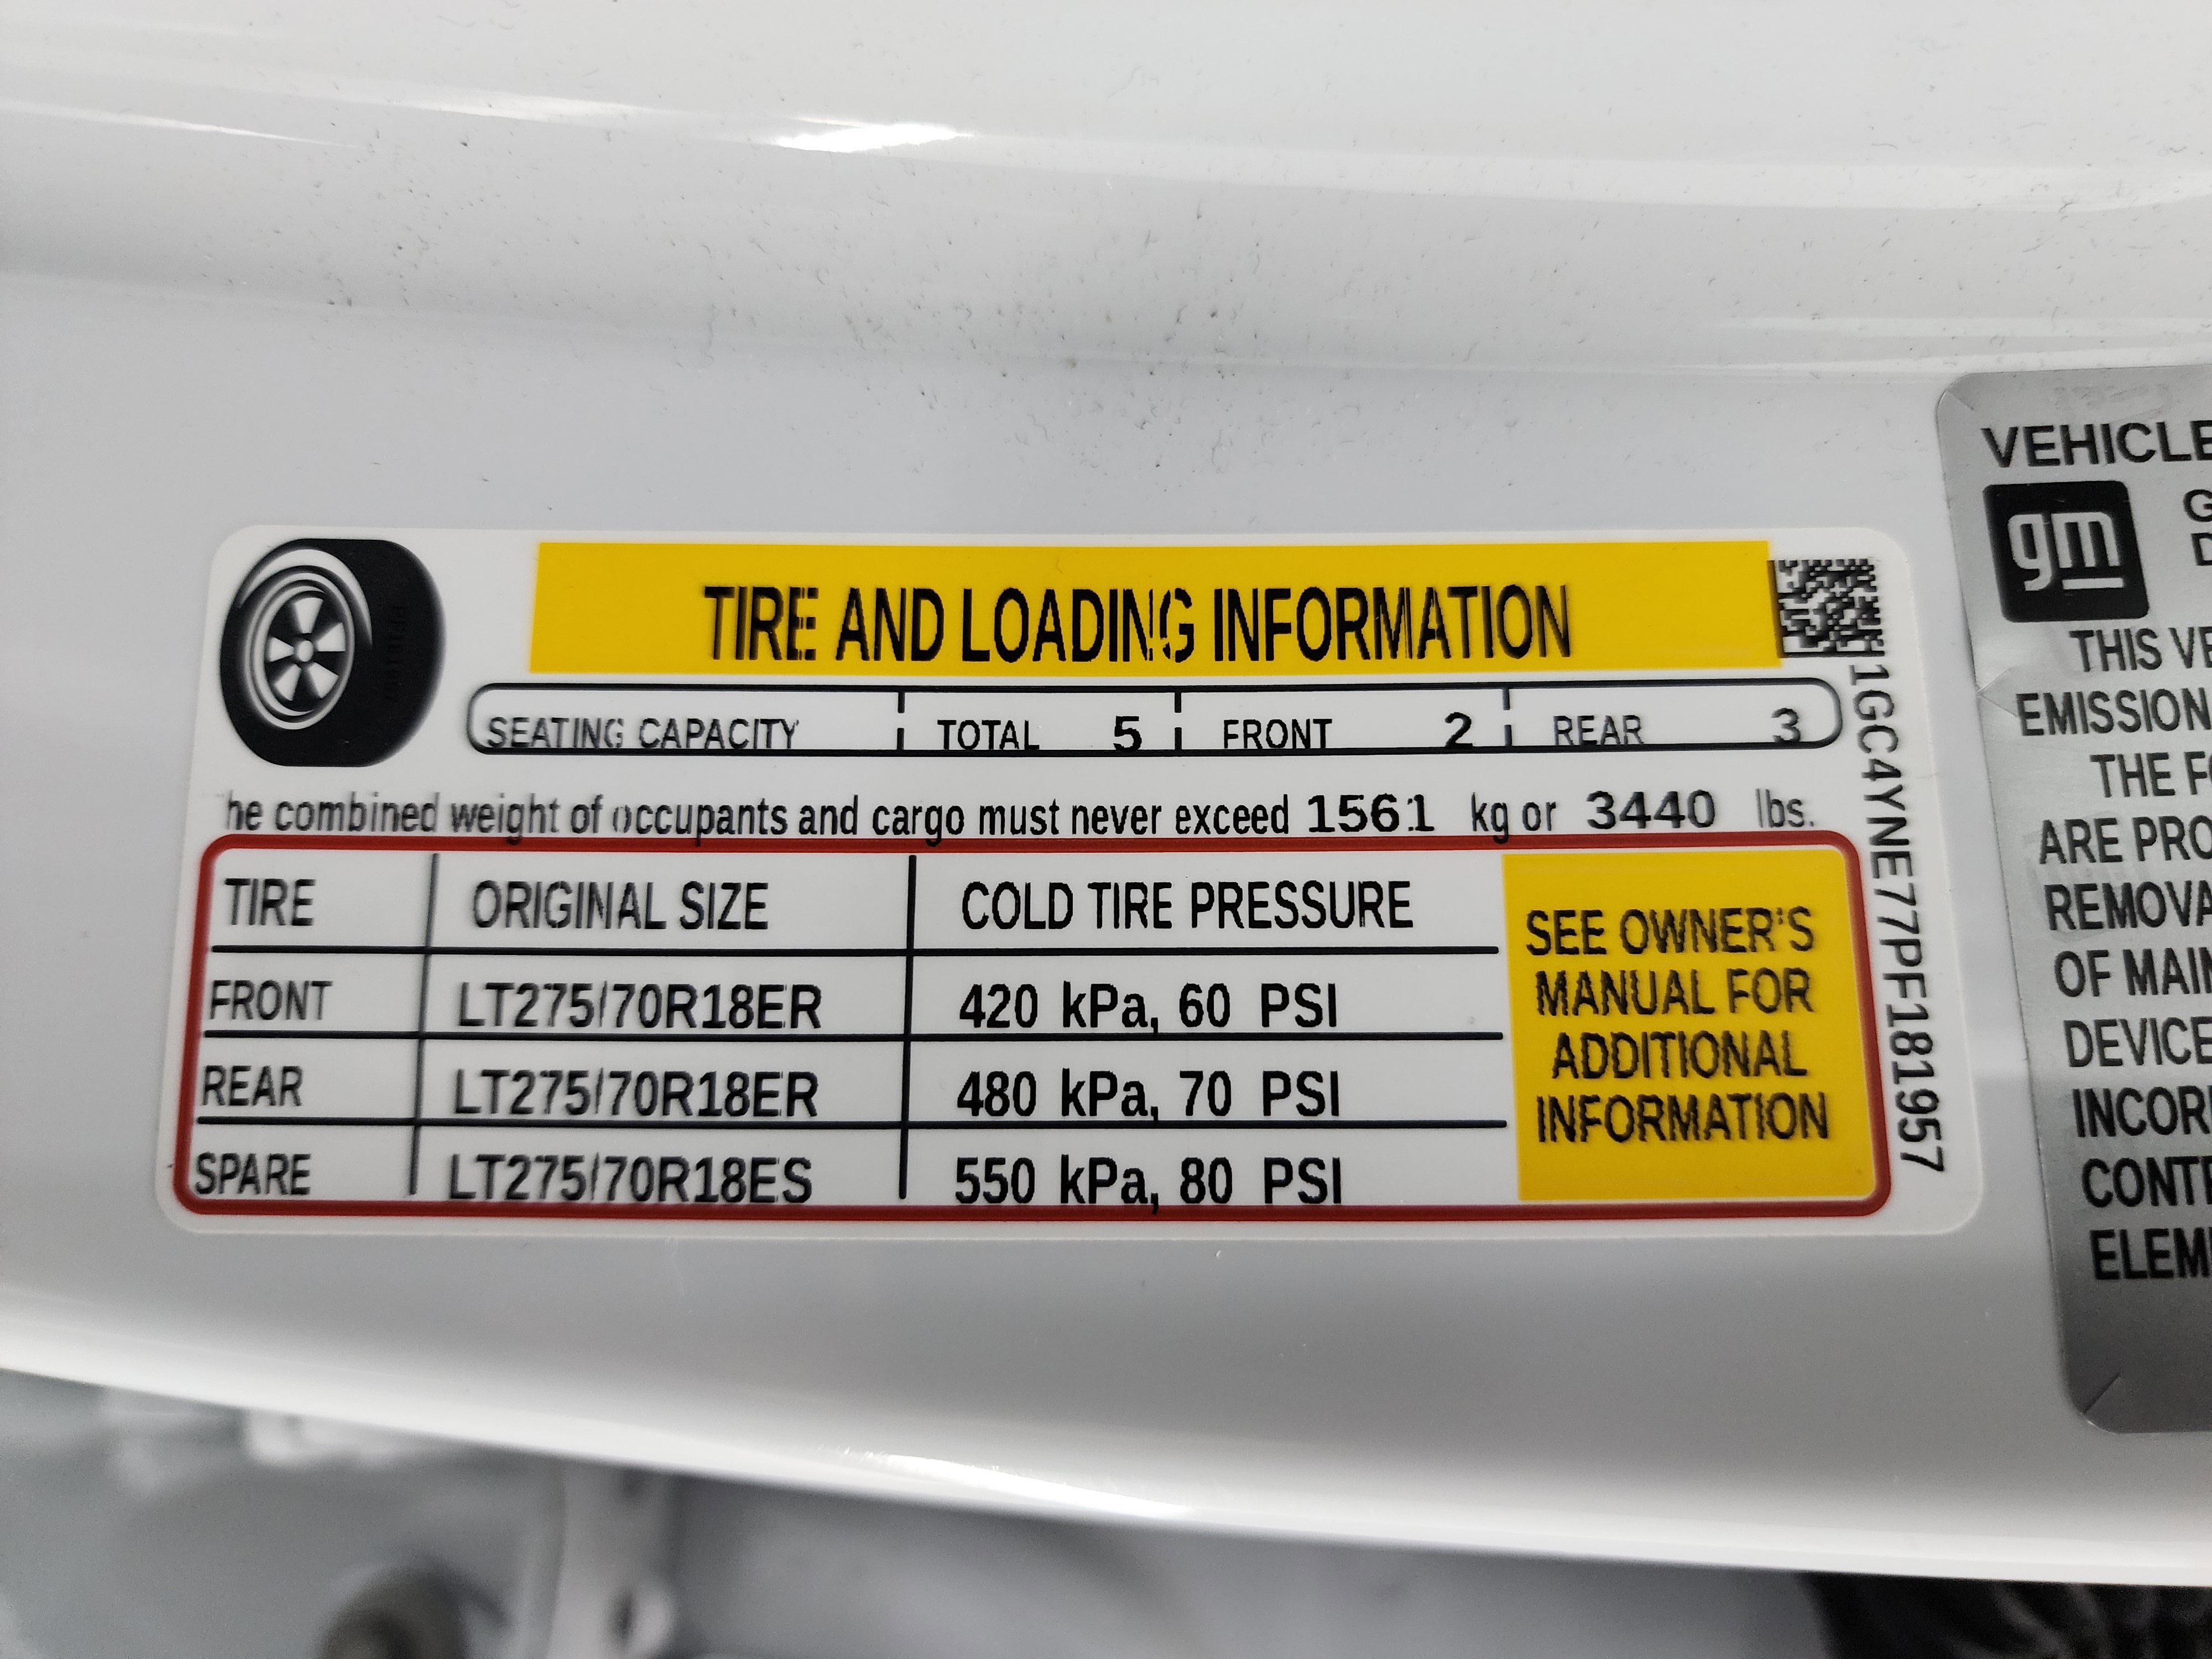 TIRE AND LOADING INFORMATION
SEATING CAPACITY TOTAL 5 FRONT 2 REAR 3
he combined weight of occupants and cargo must never exceed 1561 kg or 3440 lbs.
TIRE ORIGINAL SIZE COLD TIRE PRESSURE
FRONT LT275/70R18ER 420 kPa, 60 PSI
REAR LT275/70R18ER 480 kPa, 70 PSI
SPARE LT275/70R18ES 550 kPa, 80 PSI
SEE OWNER'S
MANUAL FOR
ADDITIONAL
INFORMATION
1GC4YNE77PF181957
VEHICLE
gm
G
D
THIS VE
EMISSION
THE FO
ARE PRO
REMOVA
OF MAIN
DEVICE
INCOR
CONT
ELEM